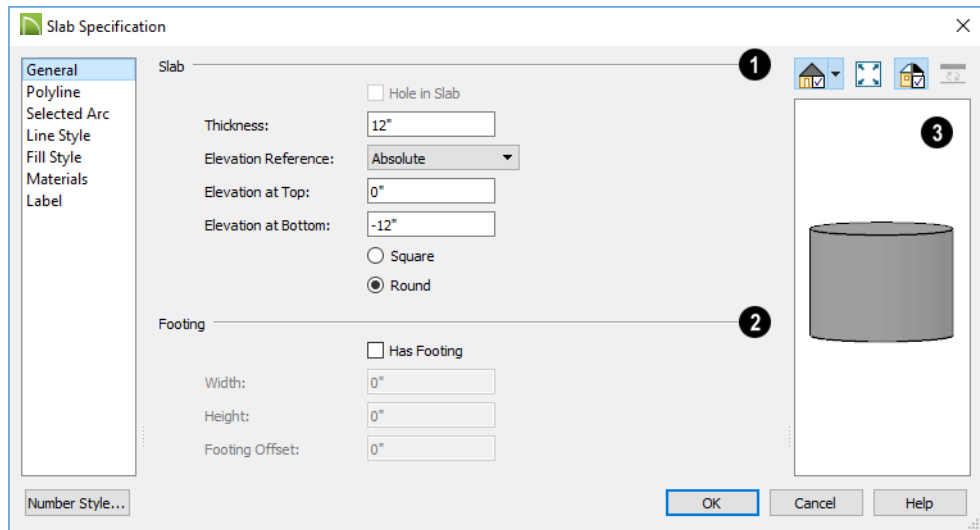 Slab Specification
General
Polyline
Selected Arc
Line Style
Fill Style
Materials
Label
Slab
1
Hole in Slab
Thickness: 12"
Elevation Reference: Absolute
Elevation at Top: 0"
Elevation at Bottom: -12"
Square
Round
Footing
2
Has Footing
Width: 0"
Height: 0"
Footing Offset: 0"
3
Number Style...
OK
Cancel
Help